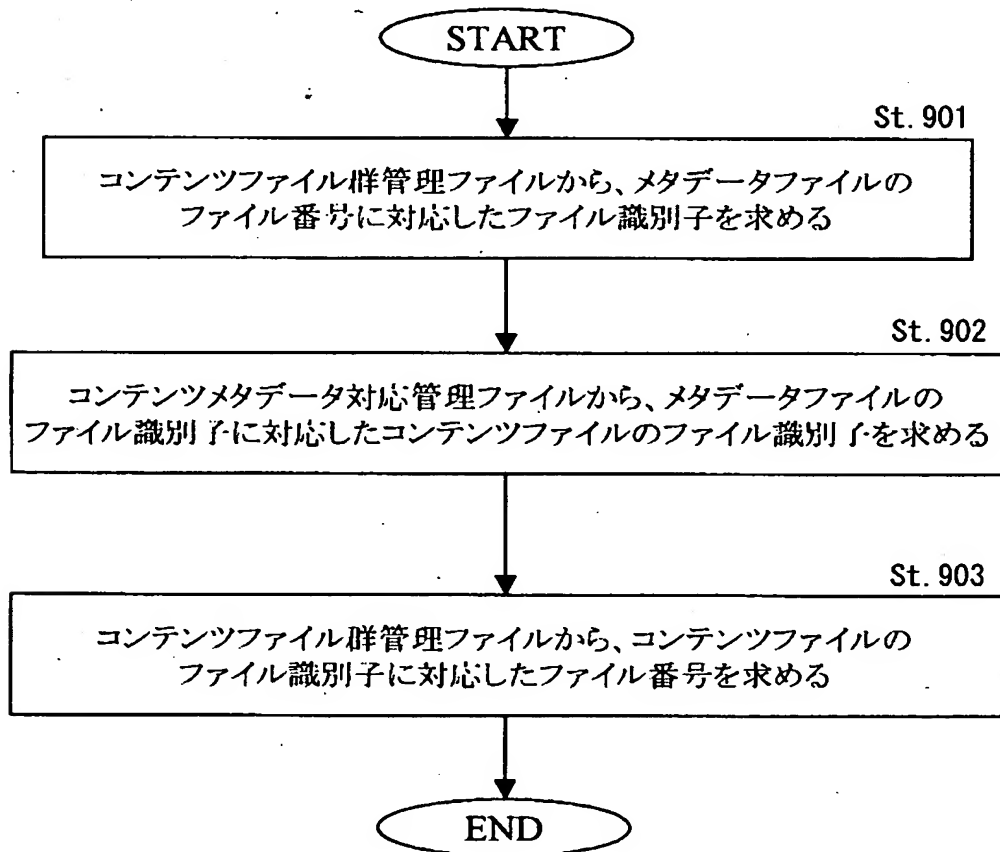 START
St. 901
コンテンツファイル群管理ファイルから、メタデータファイルの
ファイル番号に対応したファイル識別子を求める
St. 902
コンテンツメタデータ対応管理ファイルから、メタデータファイルの
ファイル識別子に対応したコンテンツファイルのファイル識別子を求める
St. 903
コンテンツファイル群管理ファイルから、コンテンツファイルの
ファイル識別子に対応したファイル番号を求める
END